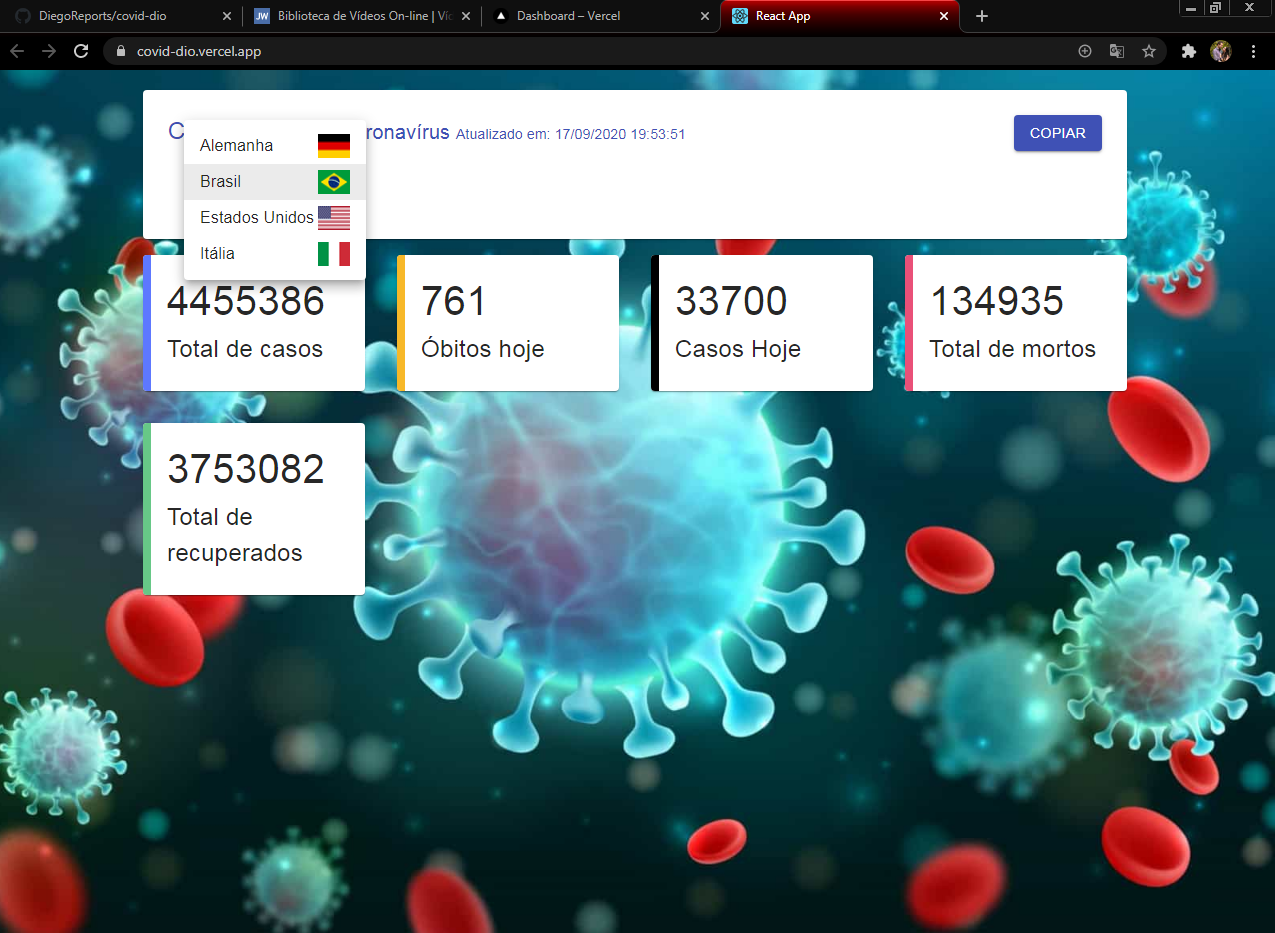 DiegoReports/covid-dio
JW
Biblioteca de Vídeos On-line | Víd
Dashboard – Vercel
React App
covid-dio.vercel.app
C
ronavírus Atualizado em: 17/09/2020 19:53:51
COPIAR
Alemanha
Brasil
Estados Unidos
Itália
4455386
Total de casos
761
Óbitos hoje
33700
Casos Hoje
134935
Total de mortos
3753082
Total de
recuperados